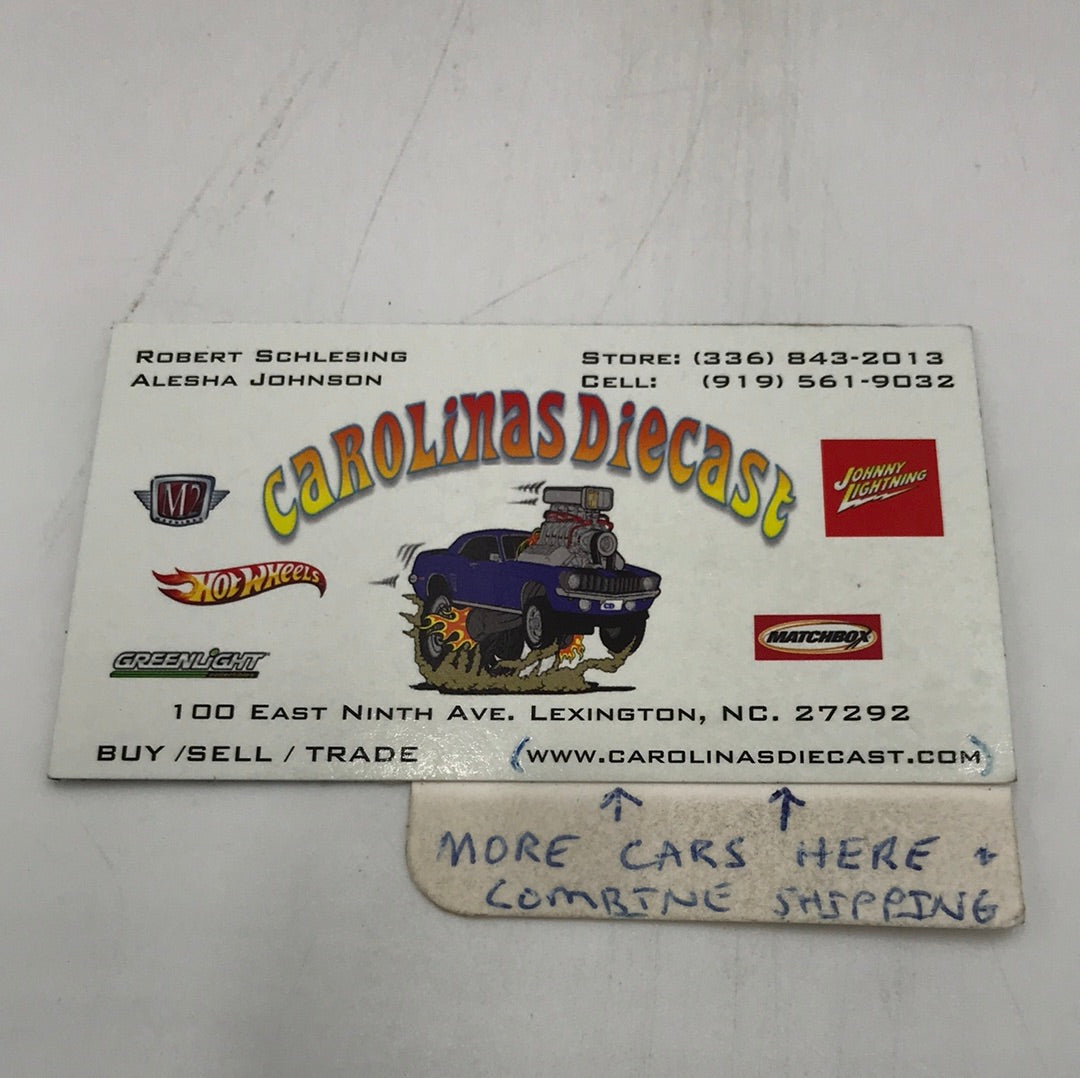 ROBERT SCHLESING
ALESHA JOHNSON
STORE: (336) 843-2013
CELL: (919) 561-9032
CAROLINAS DIECAST
M2
MACHINES
JOHNNY
LIGHTNING
HOT WHEELS
MATCHBOX
GREENLIGHT
100 EAST NINTH AVE. LEXINGTON, NC. 27292
BUY /SELL / TRADE
(WWW.CAROLINASDIECAST.COM)
MORE CARS HERE +
COMBINE SHIPPING